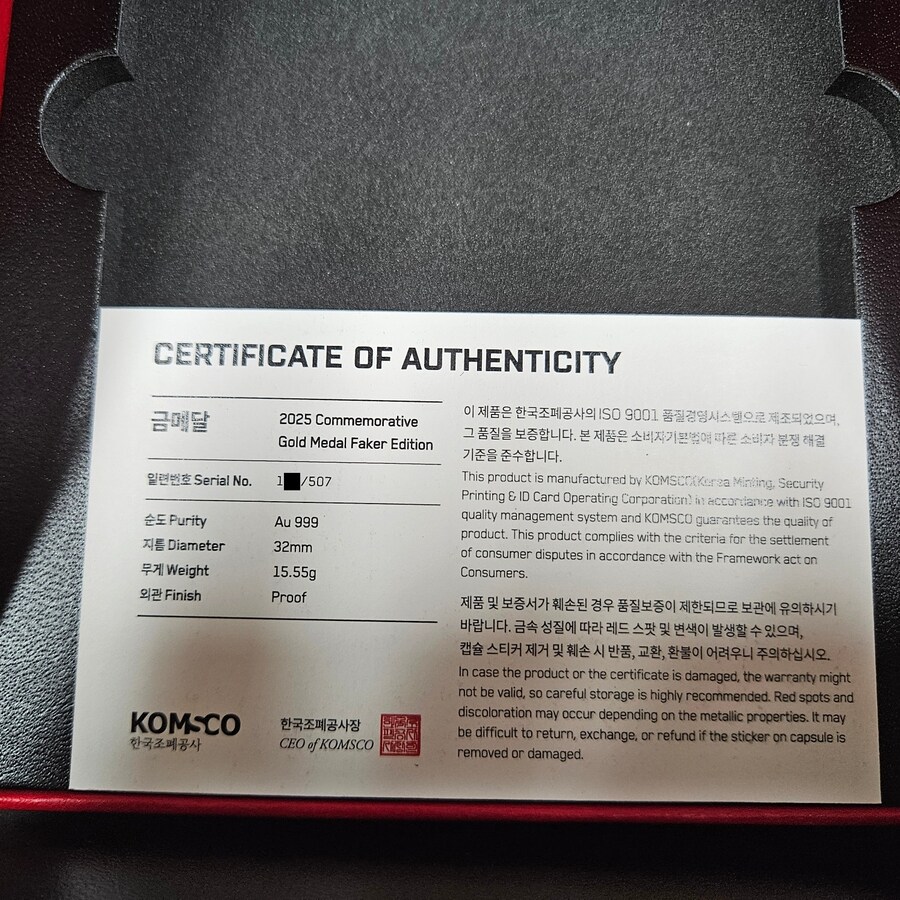 CERTIFICATE OF AUTHENTICITY
금메달
2025 Commemorative
Gold Medal Faker Edition
일련번호 Serial No. 1 /507
순도 Purity Au 999
지름 Diameter 32mm
무게 Weight 15.55g
외관 Finish Proof
KOMSCO
한국조폐공사
한국조폐공사장
CEO of KOMSCO
이 제품은 한국조폐공사의 ISO 9001 품질경영시스템으로 제조되었으며,
그 품질을 보증합니다. 본 제품은 소비자기본법에 따른 소비자 분쟁 해결
기준을 준수합니다.
This product is manufactured by KOMSCO(Korea Minting, Security
Printing & ID Card Operating Corporation) in accordance with ISO 9001
quality management system and KOMSCO guarantees the quality of
product. This product complies with the criteria for the settlement
of consumer disputes in accordance with the Framework act on
Consumers.
제품 및 보증서가 훼손된 경우 품질보증이 제한되므로 보관에 유의하시기
바랍니다. 금속 성질에 따라 레드 스팟 및 변색이 발생할 수 있으며,
캡슐 스티커 제거 및 훼손 시 반품, 교환, 환불이 어려우니 주의하십시오.
In case the product or the certificate is damaged, the warranty might
not be valid, so careful storage is highly recommended. Red spots and
discoloration may occur depending on the metallic properties. It may
be difficult to return, exchange, or refund if the sticker on capsule is
removed or damaged.